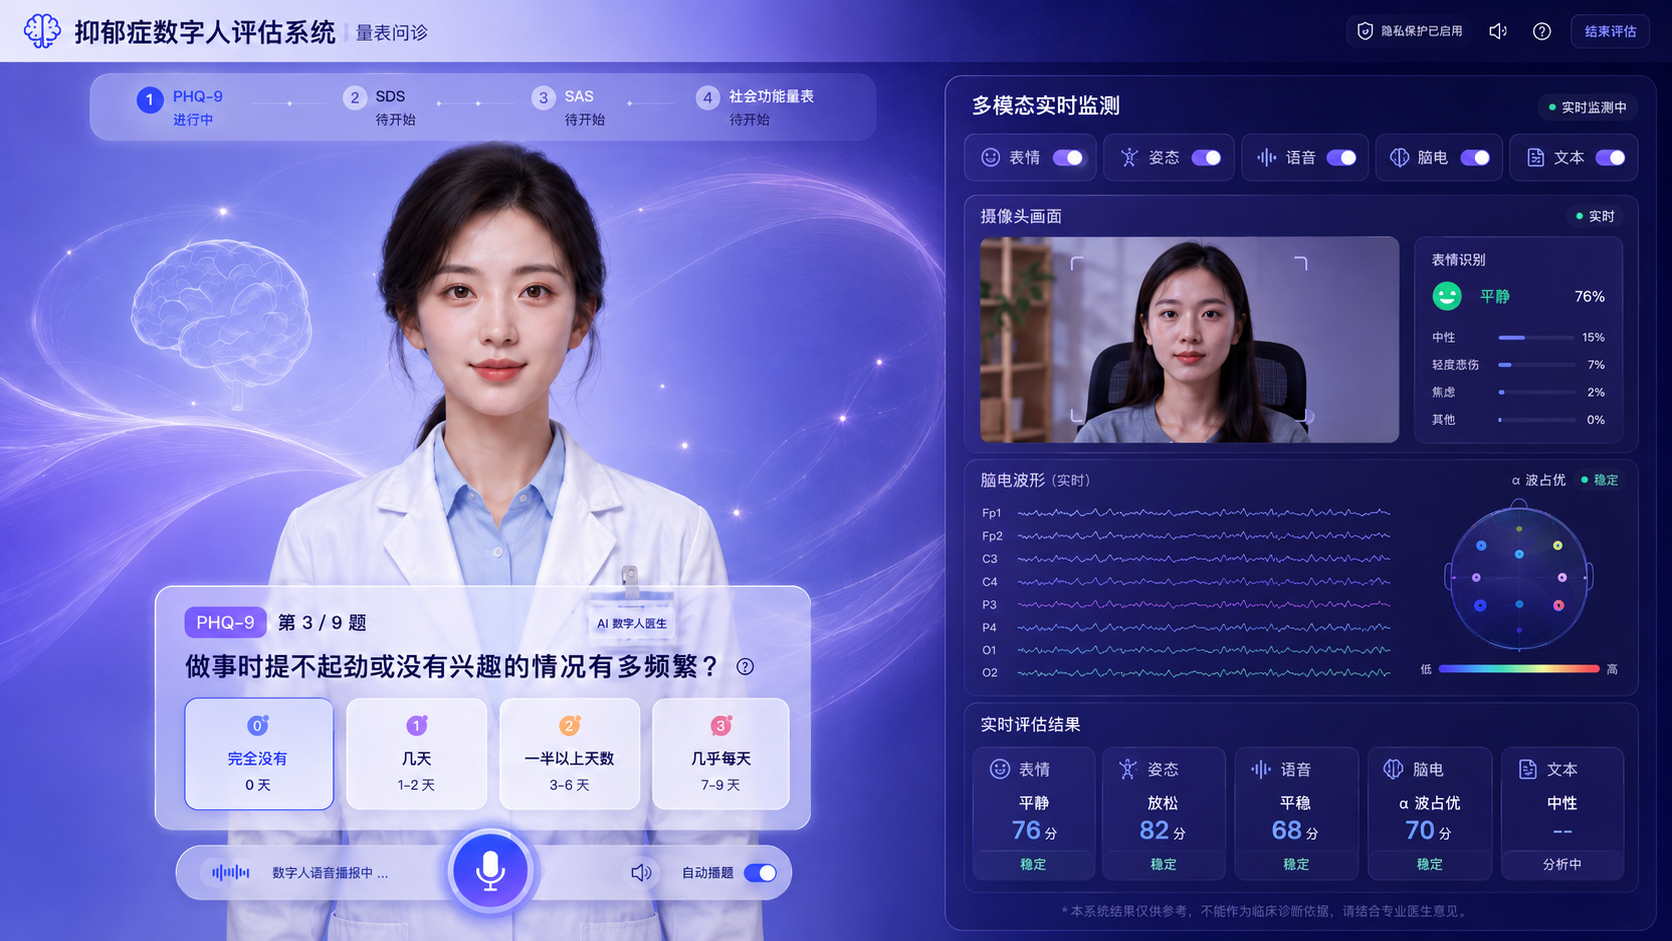 抑郁症数字人评估系统 量表问诊
隐私保护已启用
结束评估
1 PHQ-9
进行中
2 SDS
待开始
3 SAS
待开始
4 社会功能量表
待开始
AI 数字人医生
PHQ-9 第 3 / 9 题
做事时提不起劲或没有兴趣的情况有多频繁？
0
完全没有
0 天
1
几天
1-2 天
2
一半以上天数
3-6 天
3
几乎每天
7-9 天
数字人语音播报中 ...
自动播题
多模态实时监测
实时监测中
表情
姿态
语音
脑电
文本
摄像头画面
实时
表情识别
平静 76%
中性 15%
轻度悲伤 7%
焦虑 2%
其他 0%
脑电波形 (实时)
α 波占优 稳定
Fp1
Fp2
C3
C4
P3
P4
O1
O2
低 高
实时评估结果
表情
平静
76 分
稳定
姿态
放松
82 分
稳定
语音
平稳
68 分
稳定
脑电
α 波占优
70 分
稳定
文本
中性
--
分析中
* 本系统结果仅供参考，不能作为临床诊断依据，请结合专业医生意见。